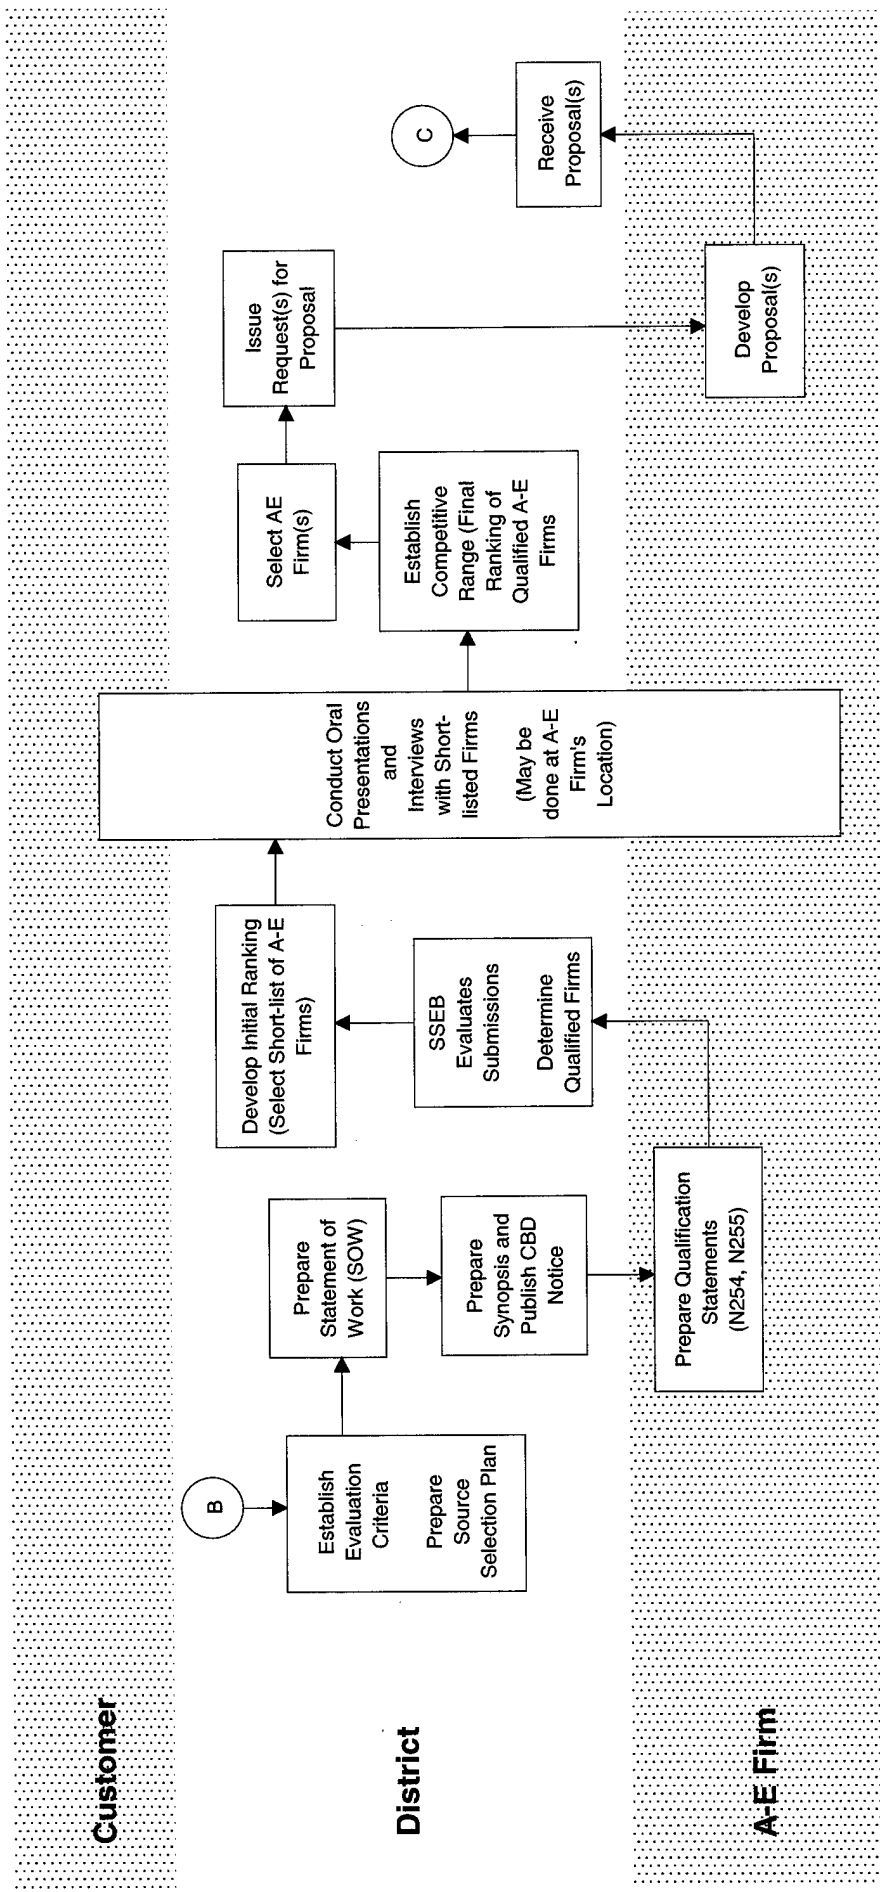 Customer
District
A-E Firm
B
Establish
Evaluation
Criteria
Prepare
Source
Selection Plan
Prepare
Statement of
Work (SOW)
Prepare
Synopsis and
Publish CBD
Notice
Prepare Qualification
Statements
(N254, N255)
SSEB
Evaluates
Submissions
Determine
Qualified Firms
Develop Initial Ranking
(Select Short-list of A-E
Firms)
Conduct Oral
Presentations
and
Interviews
with Short-
listed Firms
(May be
done at A-E
Firm's
Location)
Establish
Competitive
Range (Final
Ranking of
Qualified A-E
Firms
Select AE
Firm(s)
Issue
Request(s) for
Proposal
Develop
Proposal(s)
Receive
Proposal(s)
C